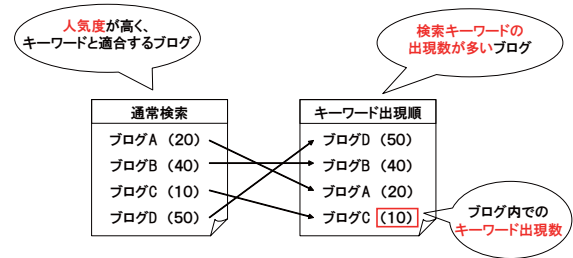 人気度が高く、
キーワードと適合するブログ
検索キーワードの
出現数が多いブログ
通常検索
ブログA (20)
ブログB (40)
ブログC (10)
ブログD (50)
キーワード出現順
ブログD (50)
ブログB (40)
ブログA (20)
ブログC (10)
ブログ内での
キーワード出現数